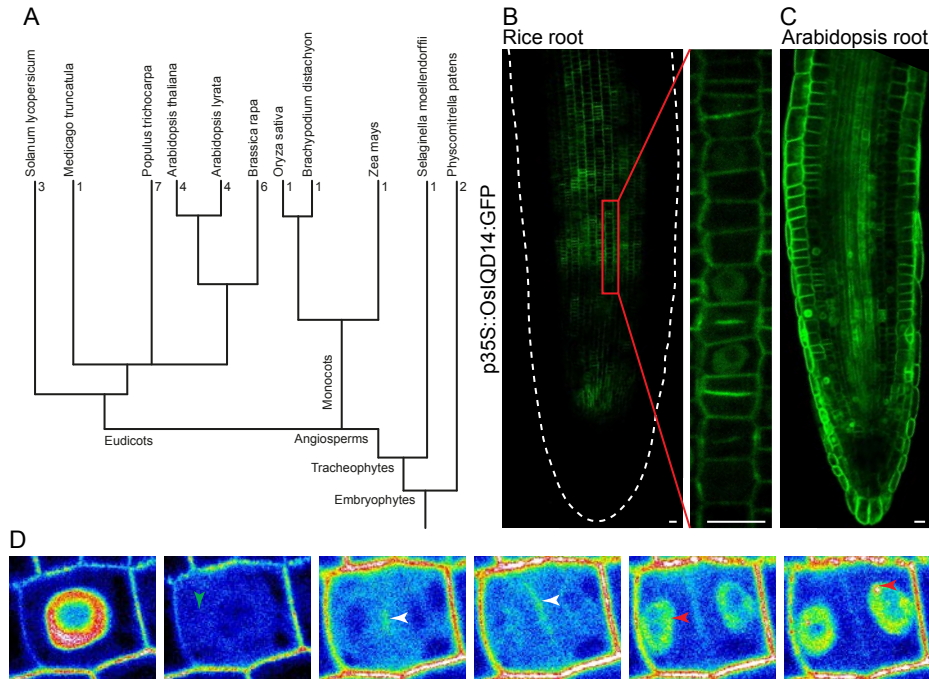 A
Solanum lycopersicum
Medicago truncatula
Populus trichocarpa
Arabidopsis thaliana
Arabidopsis lyrata
Brassica rapa
Oryza sativa
Brachypodium distachyon
Zea mays
Selaginella moellendorffii
Physcomitrella patens
3
1
7
4
4
6
1
1
1
1
2
Monocots
Eudicots
Angiosperms
Tracheophytes
Embryophytes
B
Rice root
p35S::OsIQD14:GFP
C
Arabidopsis root
D